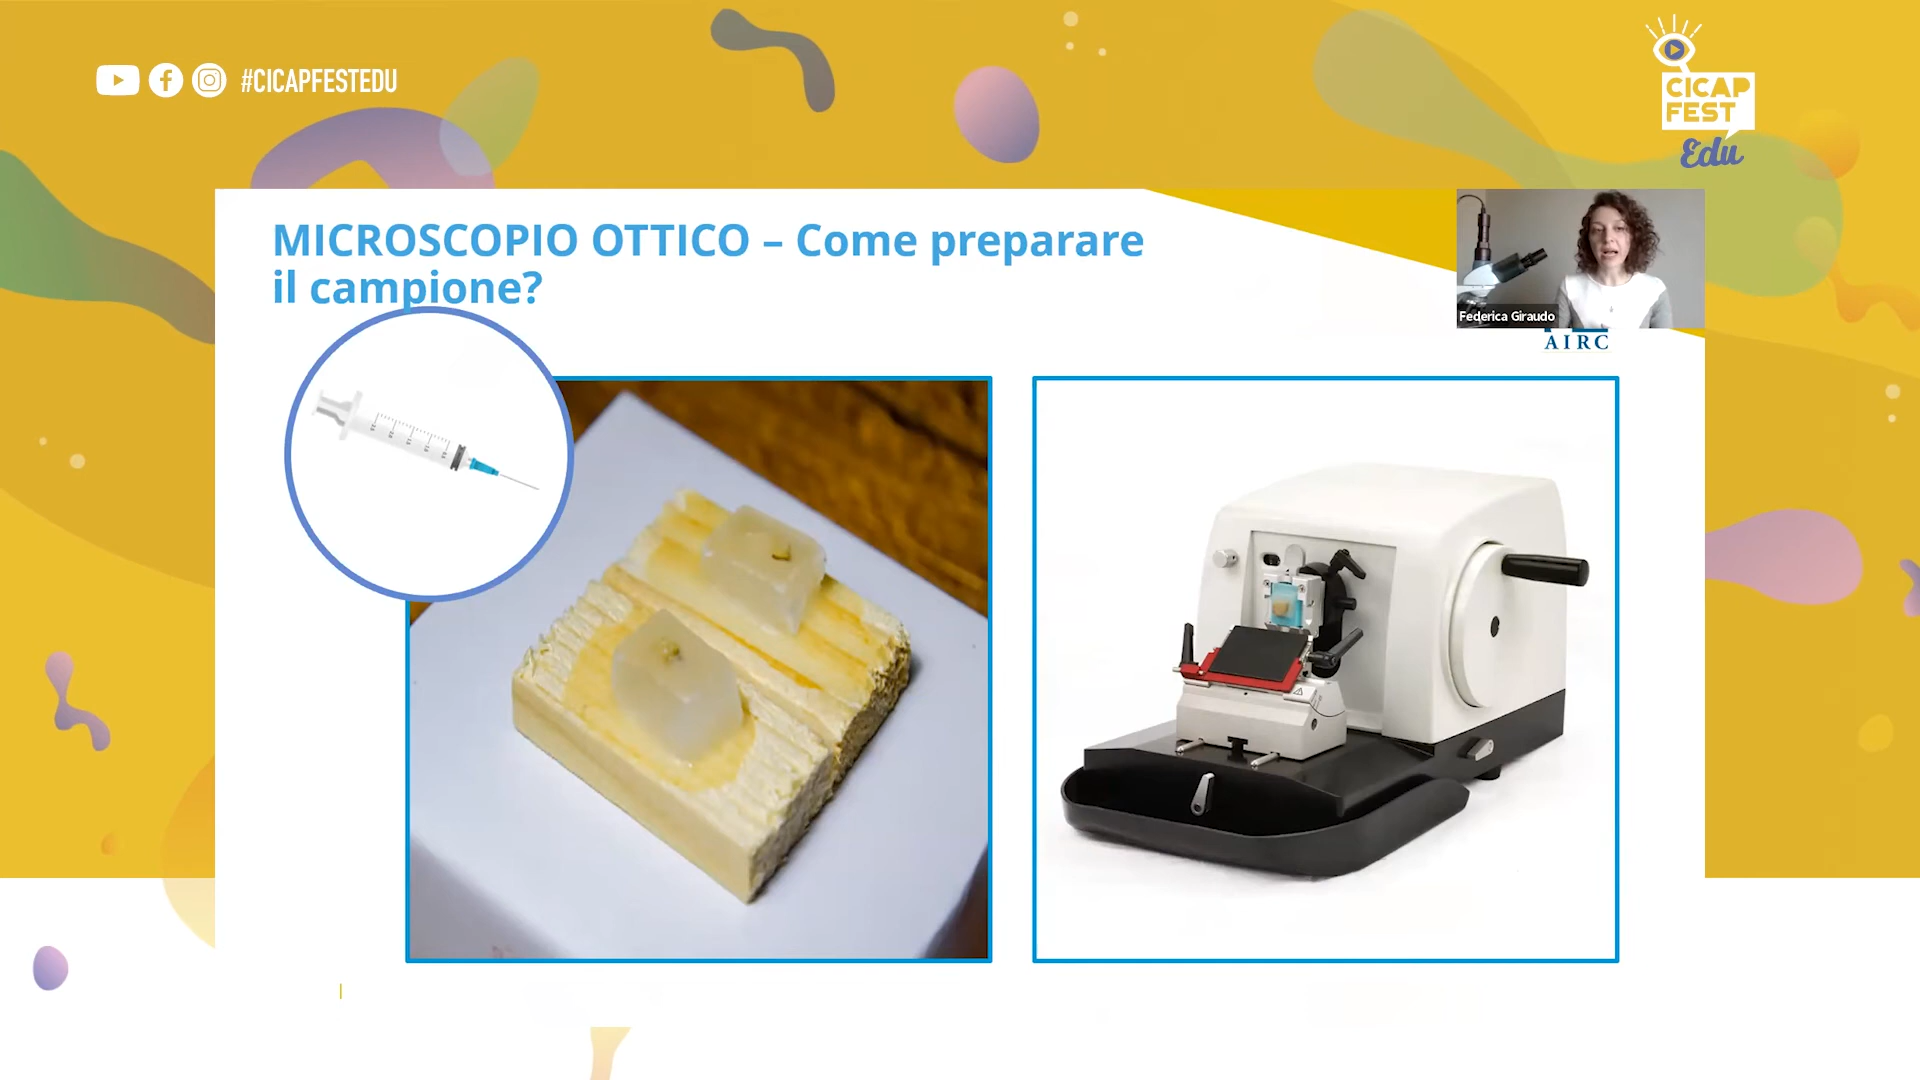 #CICAPFESTEDU
CICAP
FEST
Edu
MICROSCOPIO OTTICO – Come preparare
il campione?
Federica Giraudo
AIRC